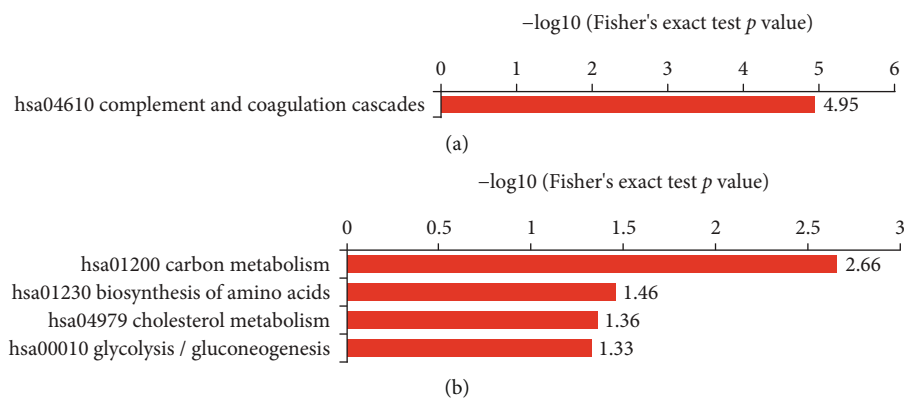 −log10 (Fisher's exact test p value)
0 1 2 3 4 5 6
hsa04610 complement and coagulation cascades 4.95
(a)
−log10 (Fisher's exact test p value)
0 0.5 1 1.5 2 2.5 3
hsa01200 carbon metabolism 2.66
hsa01230 biosynthesis of amino acids 1.46
hsa04979 cholesterol metabolism 1.36
hsa00010 glycolysis / gluconeogenesis 1.33
(b)